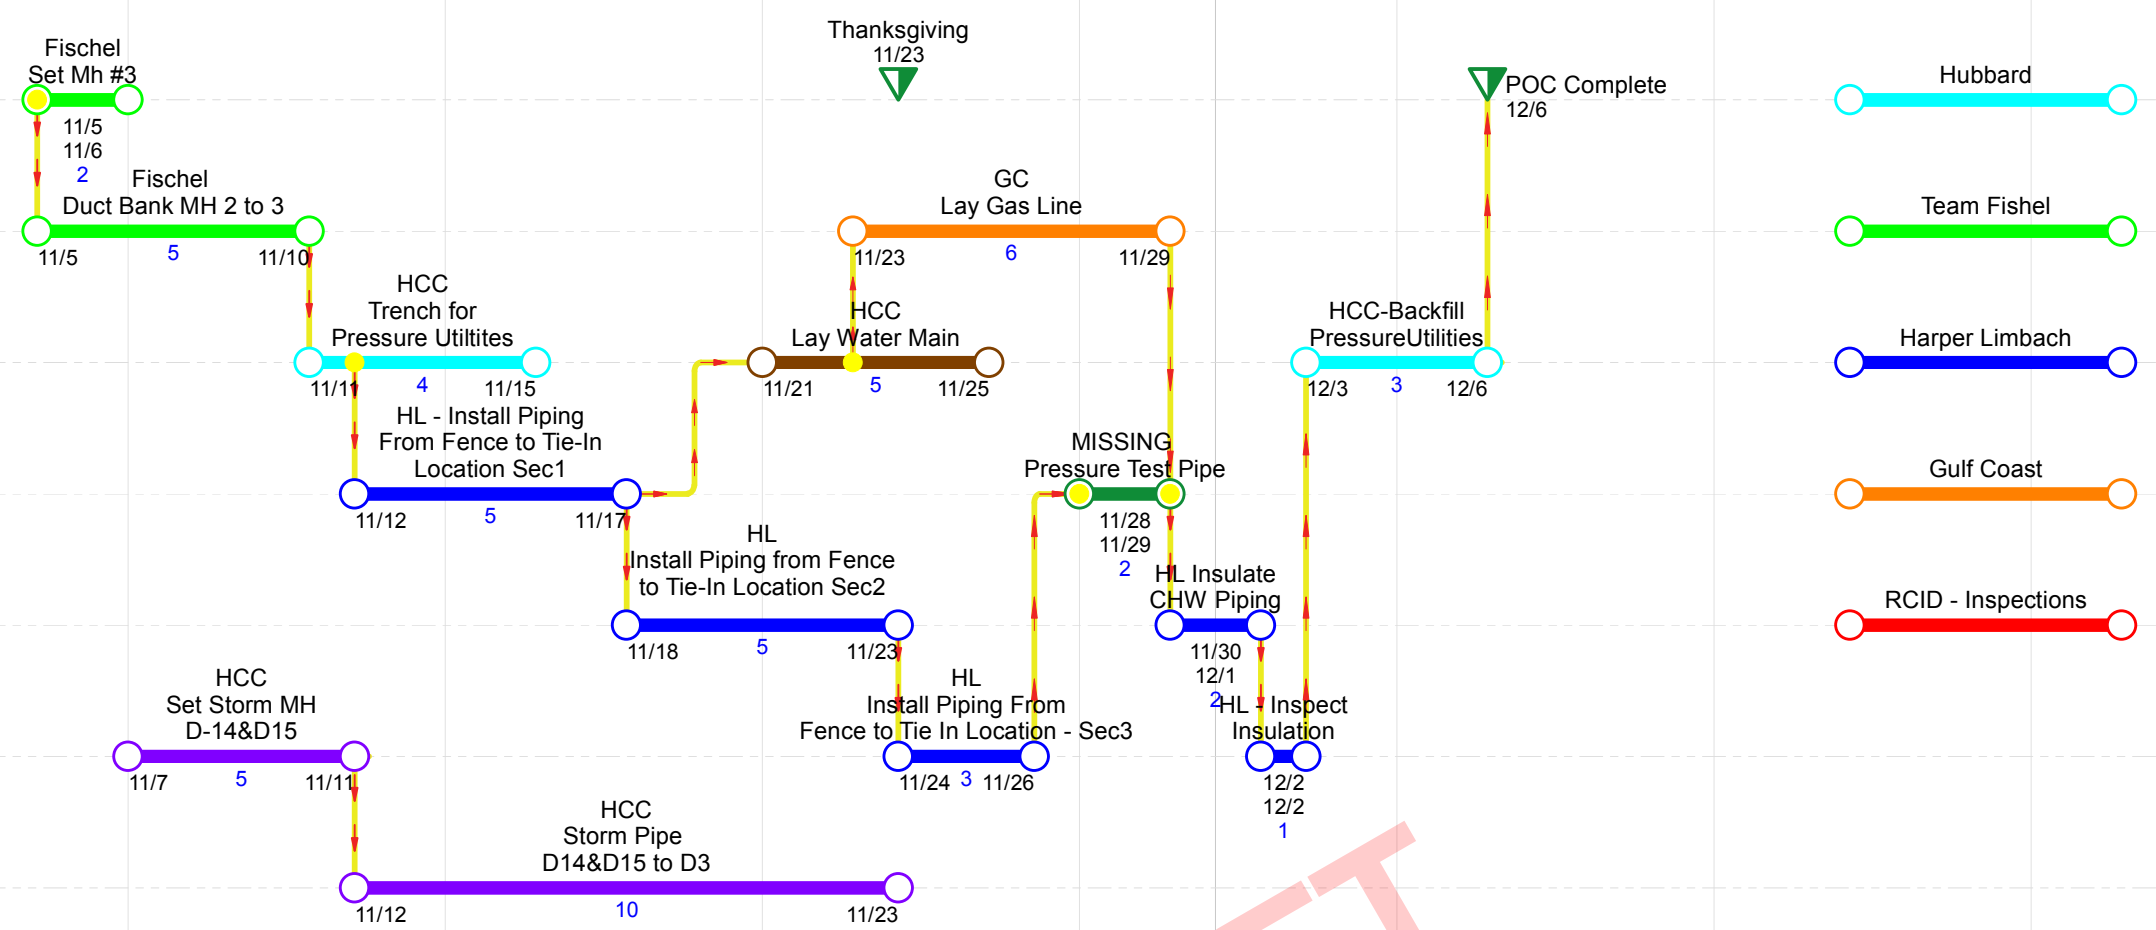 Fischel
Set Mh #3
11/5
11/6
2
Thanksgiving
11/23
POC Complete
12/6
Hubbard
Fischel
Duct Bank MH 2 to 3
11/5
5
11/10
GC
Lay Gas Line
11/23
6
11/29
Team Fishel
HCC
Trench for
Pressure Utiltites
11/11
4
11/15
HCC
Lay Water Main
11/21
5
11/25
HCC-Backfill
PressureUtilities
12/3
3
12/6
Harper Limbach
HL - Install Piping
From Fence to Tie-In
Location Sec1
11/12
5
11/17
MISSING
Pressure Test Pipe
11/28
11/29
2
Gulf Coast
HL
Install Piping from Fence
to Tie-In Location Sec2
11/18
5
11/23
HL Insulate
CHW Piping
11/30
12/1
2
RCID - Inspections
HCC
Set Storm MH
D-14&D15
11/7
5
11/11
HL
Install Piping From
Fence to Tie In Location - Sec3
11/24
3
11/26
HL - Inspect
Insulation
12/2
12/2
1
HCC
Storm Pipe
D14&D15 to D3
11/12
10
11/23